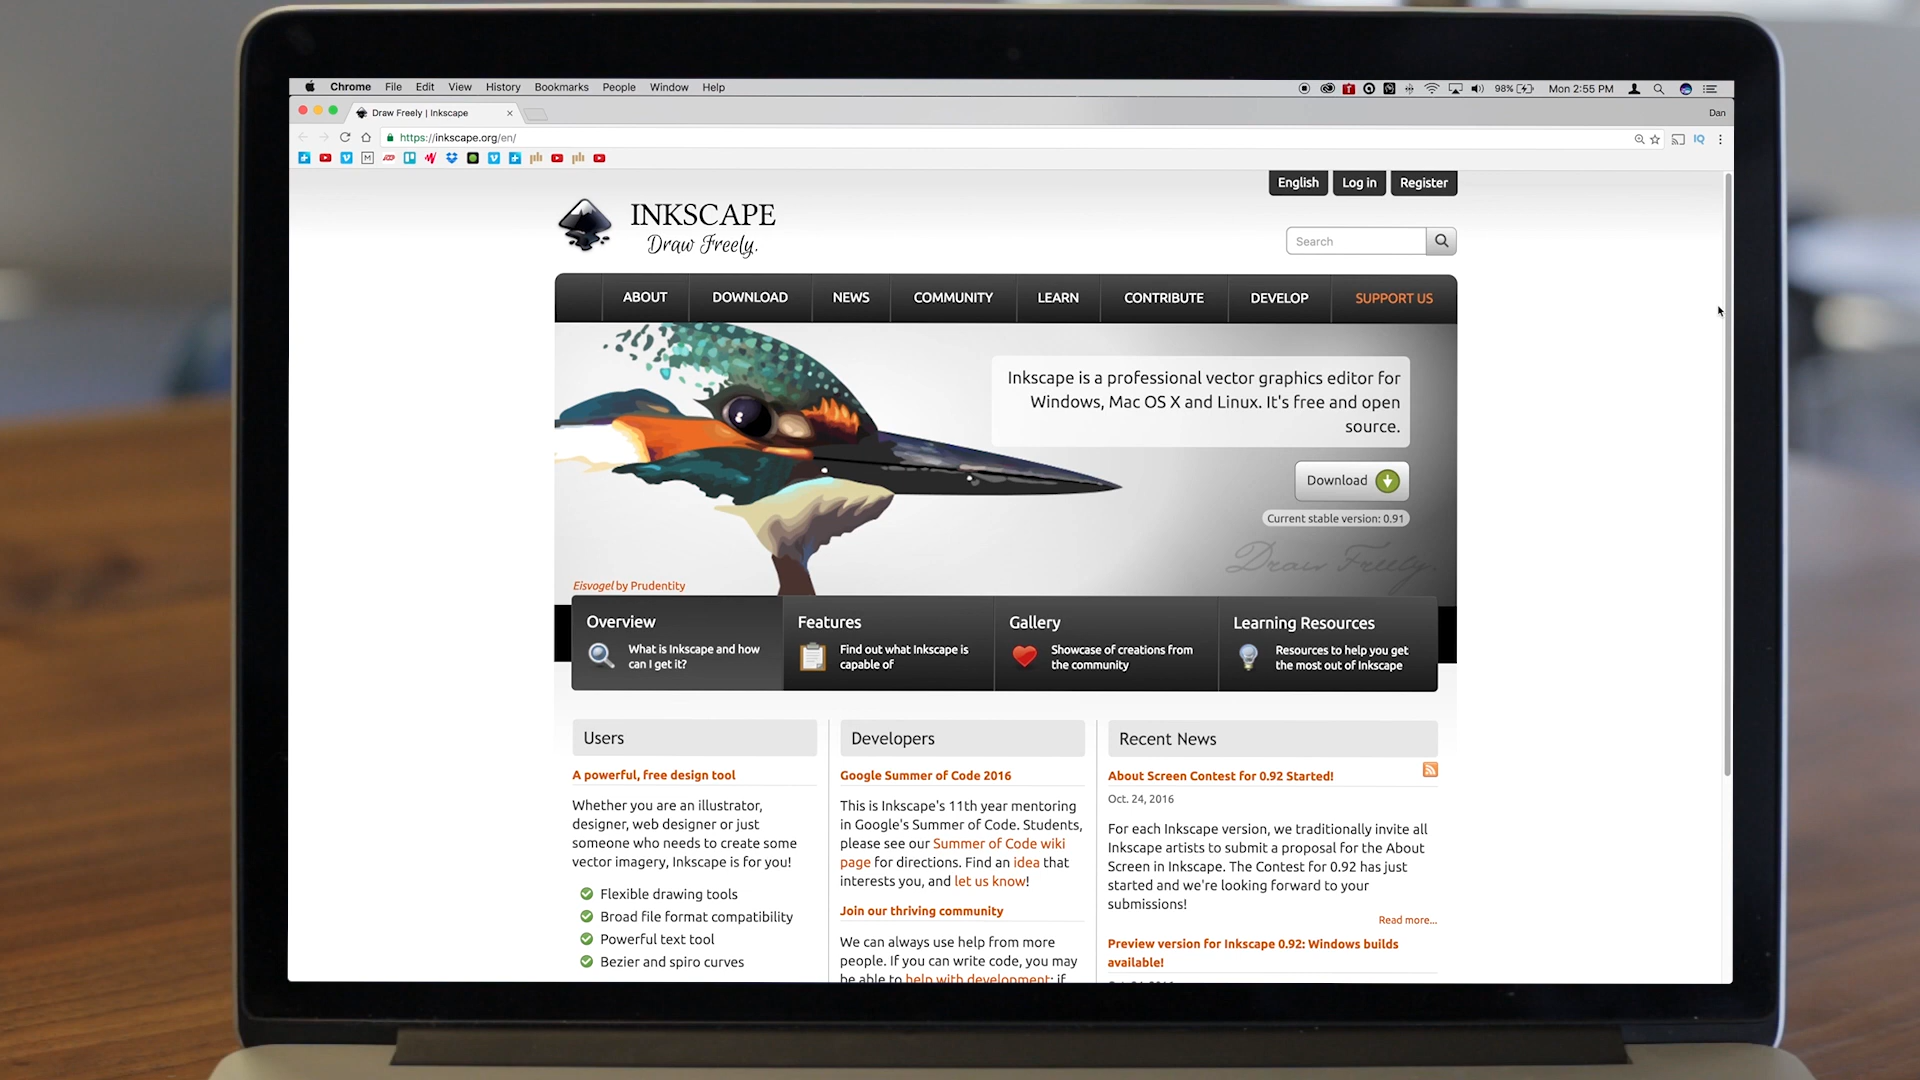 Chrome File Edit View History Bookmarks People Window Help 98% Mon 2:55 PM
Draw Freely | Inkscape Dan
https://inkscape.org/en/
English Log in Register
INKSCAPE
Draw Freely.
Search
ABOUT DOWNLOAD NEWS COMMUNITY LEARN CONTRIBUTE DEVELOP SUPPORT US
Inkscape is a professional vector graphics editor for
Windows, Mac OS X and Linux. It's free and open
source.
Download
Current stable version: 0.91
Draw Freely.
Eisvogel by Prudentity
Overview
What is Inkscape and how
can I get it?
Features
Find out what Inkscape is
capable of
Gallery
Showcase of creations from
the community
Learning Resources
Resources to help you get
the most out of Inkscape
Users
A powerful, free design tool
Whether you are an illustrator,
designer, web designer or just
someone who needs to create some
vector imagery, Inkscape is for you!
Flexible drawing tools
Broad file format compatibility
Powerful text tool
Bezier and spiro curves
Developers
Google Summer of Code 2016
This is Inkscape's 11th year mentoring
in Google's Summer of Code. Students,
please see our Summer of Code wiki
page for directions. Find an idea that
interests you, and let us know!
Join our thriving community
We can always use help from more
people. If you can write code, you may
be able to help with development; if
Recent News
About Screen Contest for 0.92 Started!
Oct. 24, 2016
For each Inkscape version, we traditionally invite all
Inkscape artists to submit a proposal for the About
Screen in Inkscape. The Contest for 0.92 has just
started and we're looking forward to your
submissions!
Read more...
Preview version for Inkscape 0.92: Windows builds
available!